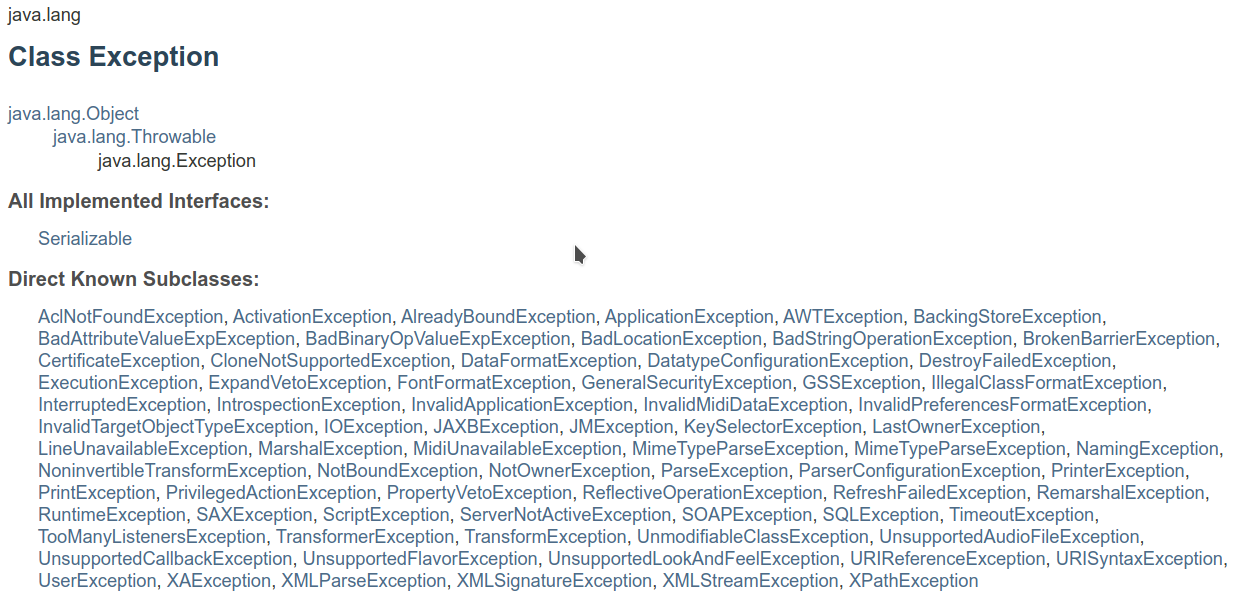 java.lang
Class Exception
java.lang.Object
java.lang.Throwable
java.lang.Exception
All Implemented Interfaces:
Serializable
Direct Known Subclasses:
AclNotFoundException, ActivationException, AlreadyBoundException, ApplicationException, AWTException, BackingStoreException,
BadAttributeValueExpException, BadBinaryOpValueExpException, BadLocationException, BadStringOperationException, BrokenBarrierException,
CertificateException, CloneNotSupportedException, DataFormatException, DatatypeConfigurationException, DestroyFailedException,
ExecutionException, ExpandVetoException, FontFormatException, GeneralSecurityException, GSSException, IllegalClassFormatException,
InterruptedException, IntrospectionException, InvalidApplicationException, InvalidMidiDataException, InvalidPreferencesFormatException,
InvalidTargetObjectTypeException, IOException, JAXBException, JMException, KeySelectorException, LastOwnerException,
LineUnavailableException, MarshalException, MidiUnavailableException, MimeTypeParseException, MimeTypeParseException, NamingException,
NoninvertibleTransformException, NotBoundException, NotOwnerException, ParseException, ParserConfigurationException, PrinterException,
PrintException, PrivilegedActionException, PropertyVetoException, ReflectiveOperationException, RefreshFailedException, RemarshalException,
RuntimeException, SAXException, ScriptException, ServerNotActiveException, SOAPException, SQLException, TimeoutException,
TooManyListenersException, TransformerException, TransformException, UnmodifiableClassException, UnsupportedAudioFileException,
UnsupportedCallbackException, UnsupportedFlavorException, UnsupportedLookAndFeelException, URIReferenceException, URISyntaxException,
UserException, XAException, XMLParseException, XMLSignatureException, XMLStreamException, XPathException